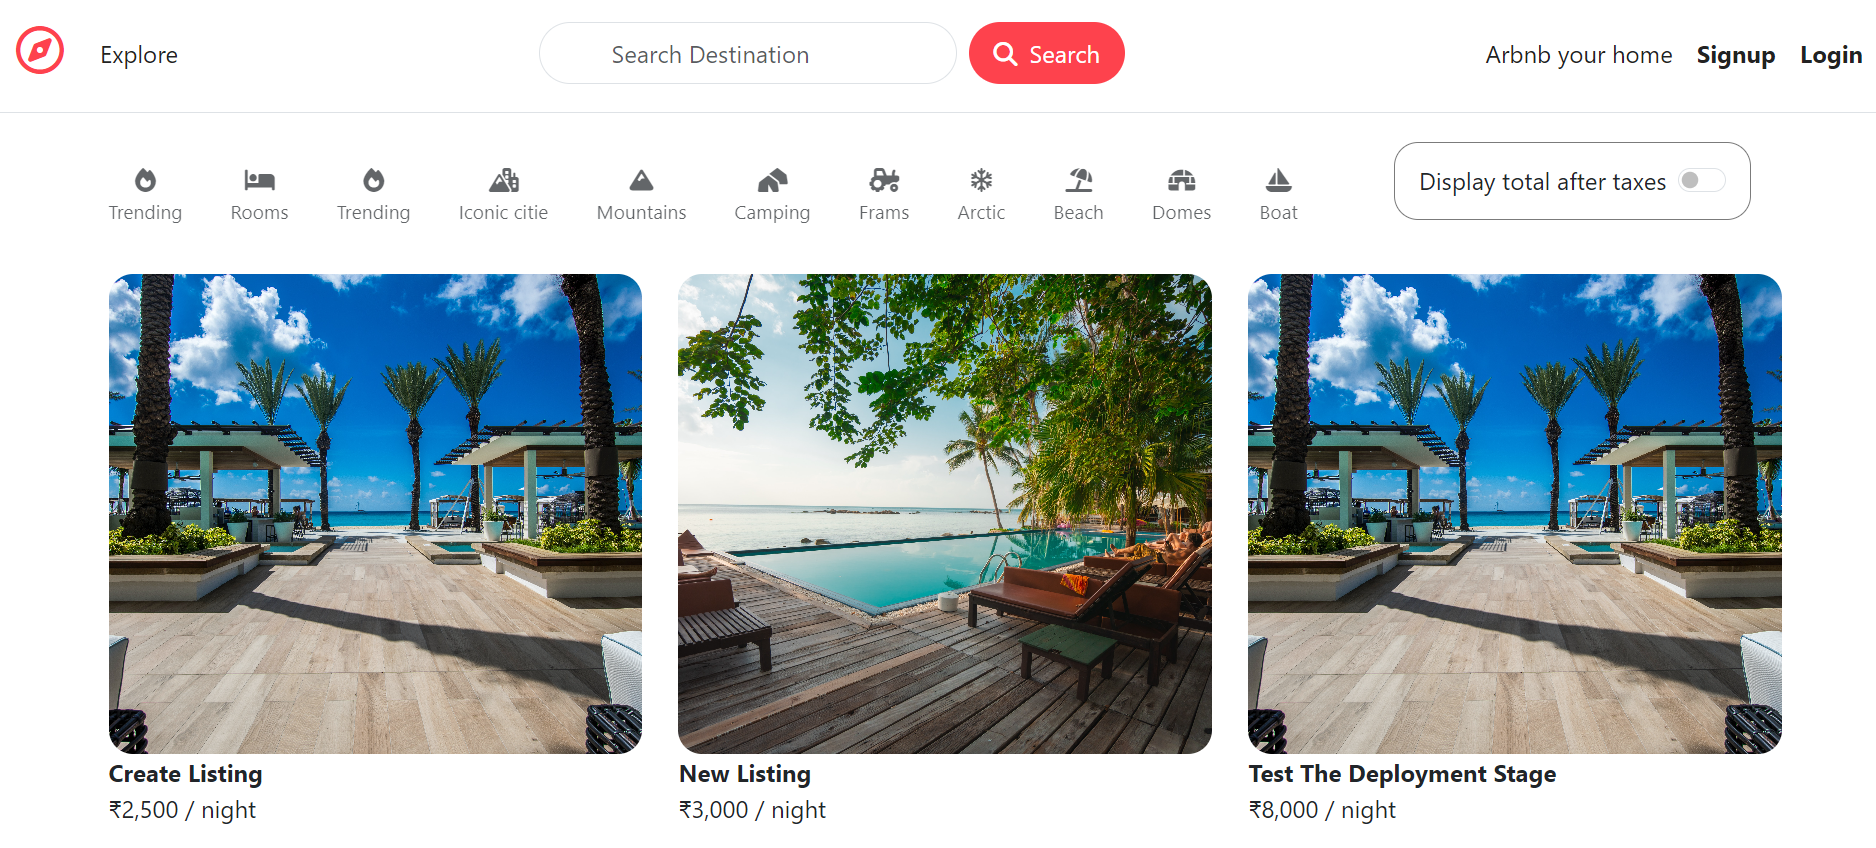 Explore
Search Destination
Search
Arbnb your home
Signup
Login
Trending
Rooms
Trending
Iconic citie
Mountains
Camping
Frams
Arctic
Beach
Domes
Boat
Display total after taxes
Create Listing
₹2,500 / night
New Listing
₹3,000 / night
Test The Deployment Stage
₹8,000 / night